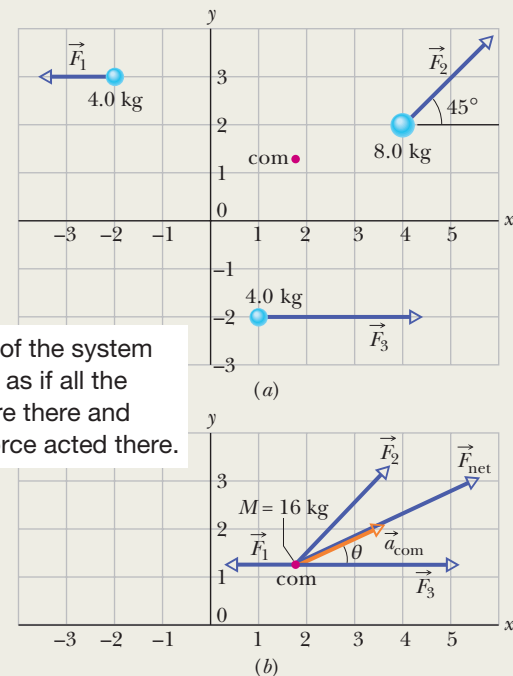 y
F₁
3
4.0 kg
F₂
45°
2
8.0 kg
com
1
0
x
−3 −2 −1 1 2 3 4 5
−1
4.0 kg
−2
F₃
−3
(a)
of the system
as if all the
re there and
orce acted there.
y
F₂
Fnet
3
M = 16 kg
2
F₁
a com
θ
1
com
F₃
0
x
−3 −2 −1 1 2 3 4 5
(b)